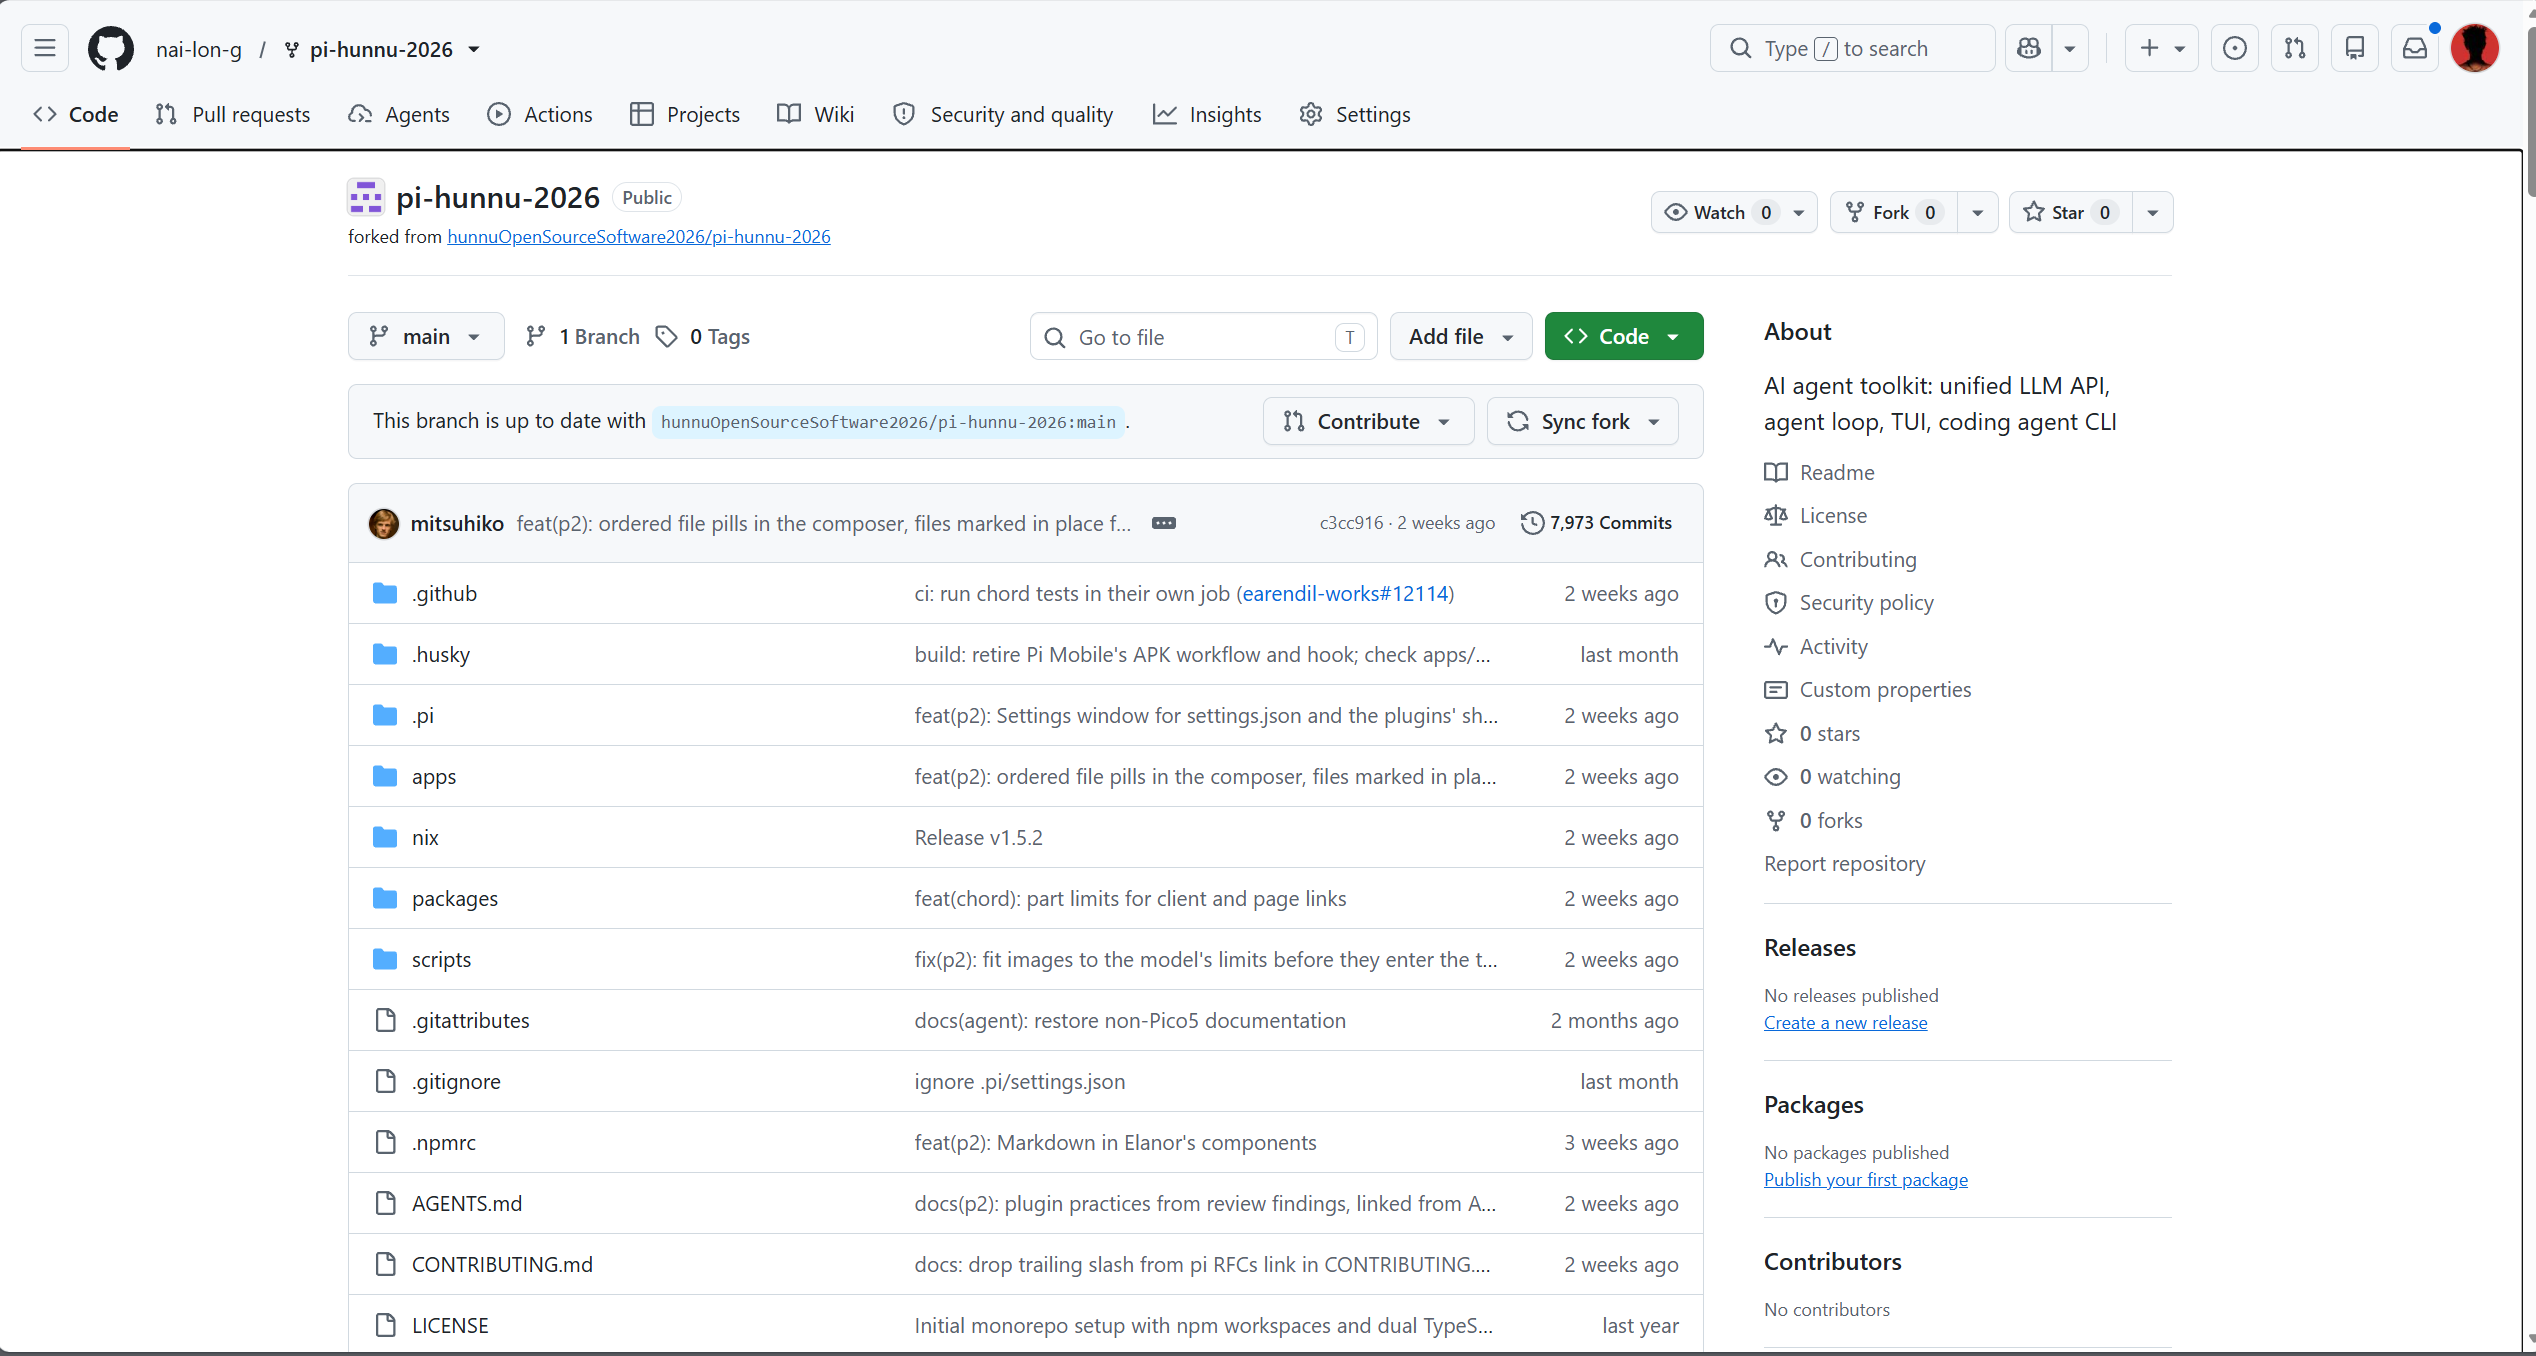 nai-lon-g / pi-hunnu-2026
Type / to search
Code Pull requests Agents Actions Projects Wiki Security and quality Insights Settings
pi-hunnu-2026 Public
forked from hunnuOpenSourceSoftware2026/pi-hunnu-2026
Watch 0 Fork 0 Star 0
main 1 Branch 0 Tags Go to file T Add file Code
This branch is up to date with hunnuOpenSourceSoftware2026/pi-hunnu-2026:main . Contribute Sync fork
mitsuhiko feat(p2): ordered file pills in the composer, files marked in place f... c3cc916 · 2 weeks ago 7,973 Commits
.github ci: run chord tests in their own job (earendil-works#12114) 2 weeks ago
.husky build: retire Pi Mobile's APK workflow and hook; check apps/... last month
.pi feat(p2): Settings window for settings.json and the plugins' sh... 2 weeks ago
apps feat(p2): ordered file pills in the composer, files marked in pla... 2 weeks ago
nix Release v1.5.2 2 weeks ago
packages feat(chord): part limits for client and page links 2 weeks ago
scripts fix(p2): fit images to the model's limits before they enter the t... 2 weeks ago
.gitattributes docs(agent): restore non-Pico5 documentation 2 months ago
.gitignore ignore .pi/settings.json last month
.npmrc feat(p2): Markdown in Elanor's components 3 weeks ago
AGENTS.md docs(p2): plugin practices from review findings, linked from A... 2 weeks ago
CONTRIBUTING.md docs: drop trailing slash from pi RFCs link in CONTRIBUTING.... 2 weeks ago
LICENSE Initial monorepo setup with npm workspaces and dual TypeS... last year
About
AI agent toolkit: unified LLM API,
agent loop, TUI, coding agent CLI
Readme
License
Contributing
Security policy
Activity
Custom properties
0 stars
0 watching
0 forks
Report repository
Releases
No releases published
Create a new release
Packages
No packages published
Publish your first package
Contributors
No contributors